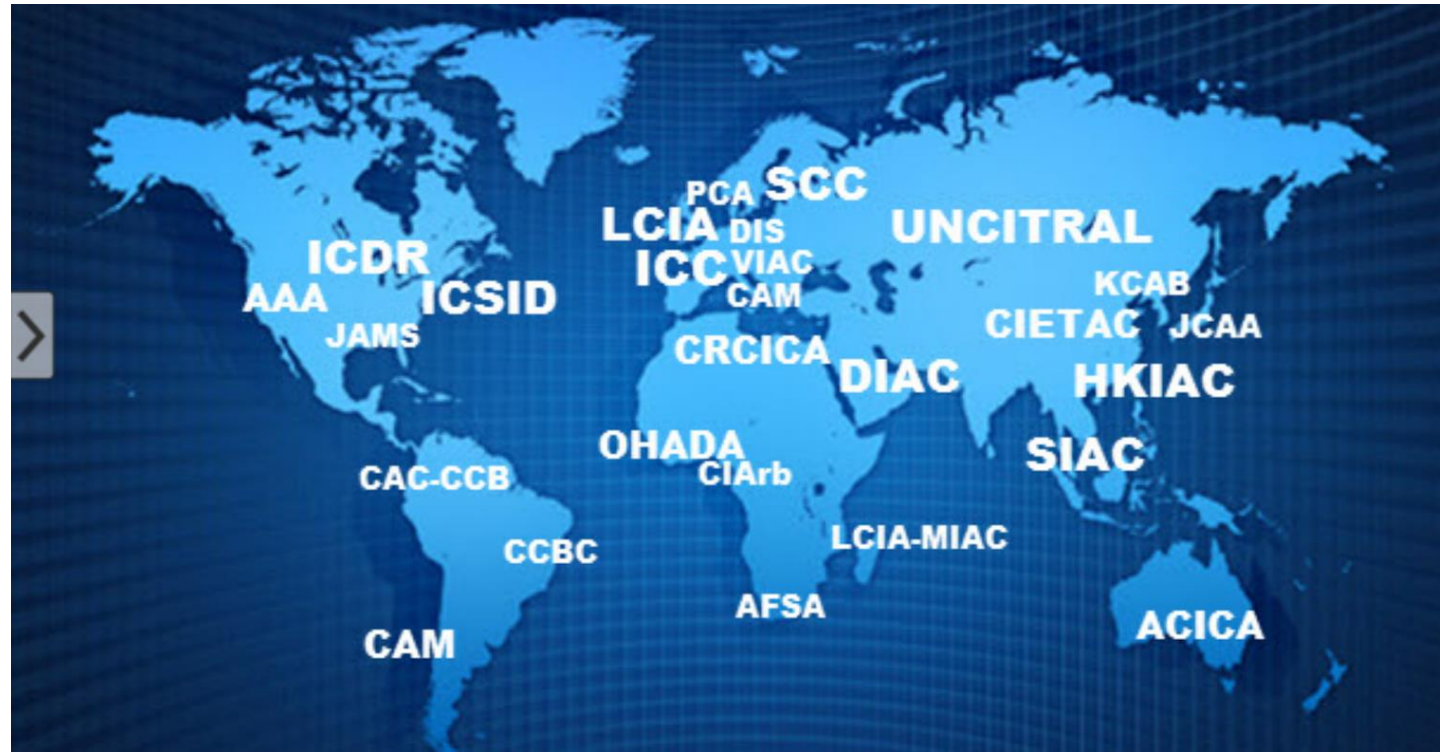 PCA
SCC
LCIA
DIS
UNCITRAL
ICDR
ICC
VIAC
AAA
ICSID
CAM
KCAB
JAMS
CIETAC
JCAA
CRCICA
DIAC
HKIAC
OHADA
SIAC
CAC-CCB
CIArb
CCBC
LCIA-MIAC
AFSA
CAM
ACICA